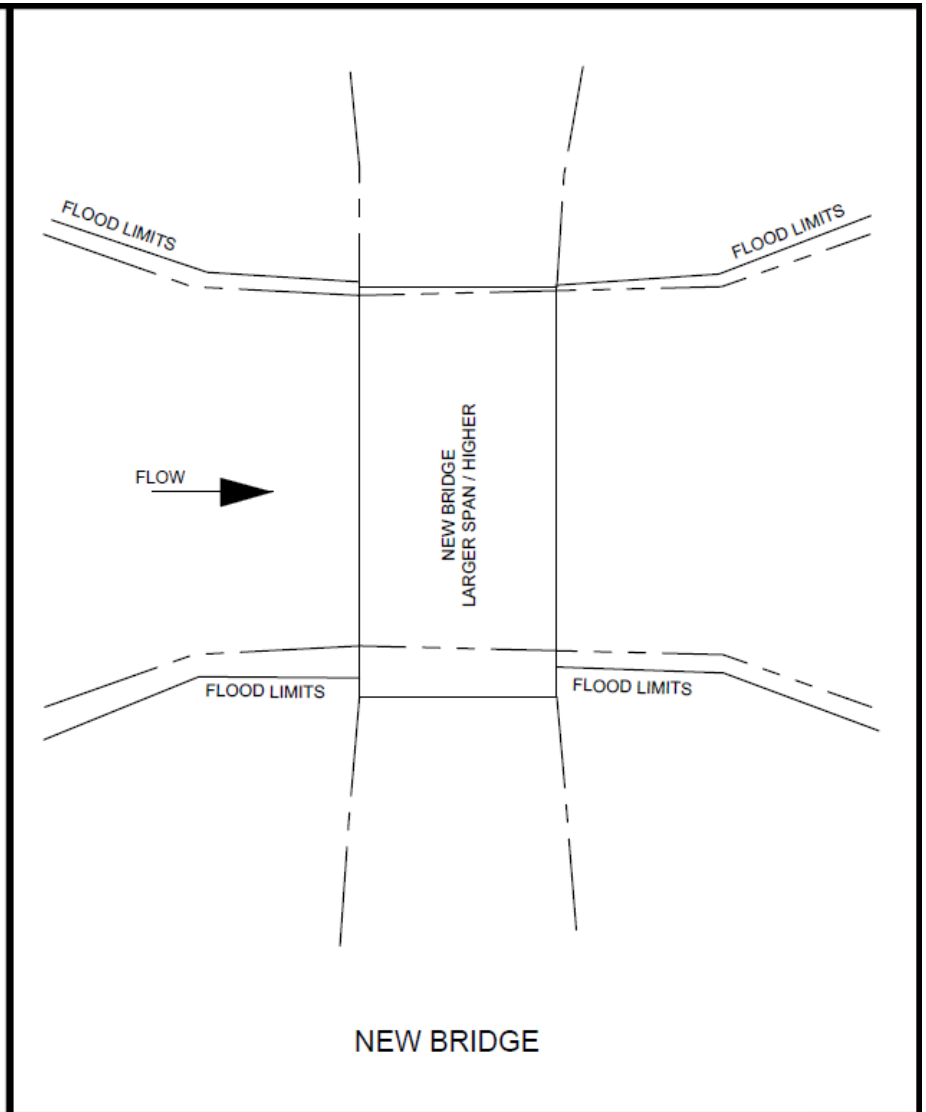 FLOOD LIMITS
FLOOD LIMITS
FLOW
NEW BRIDGE
LARGER SPAN / HIGHER
FLOOD LIMITS
FLOOD LIMITS
NEW BRIDGE